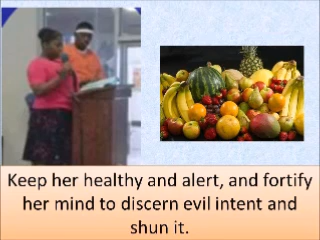 Keep her healthy and alert, and fortify
her mind to discern evil intent and
shun it.